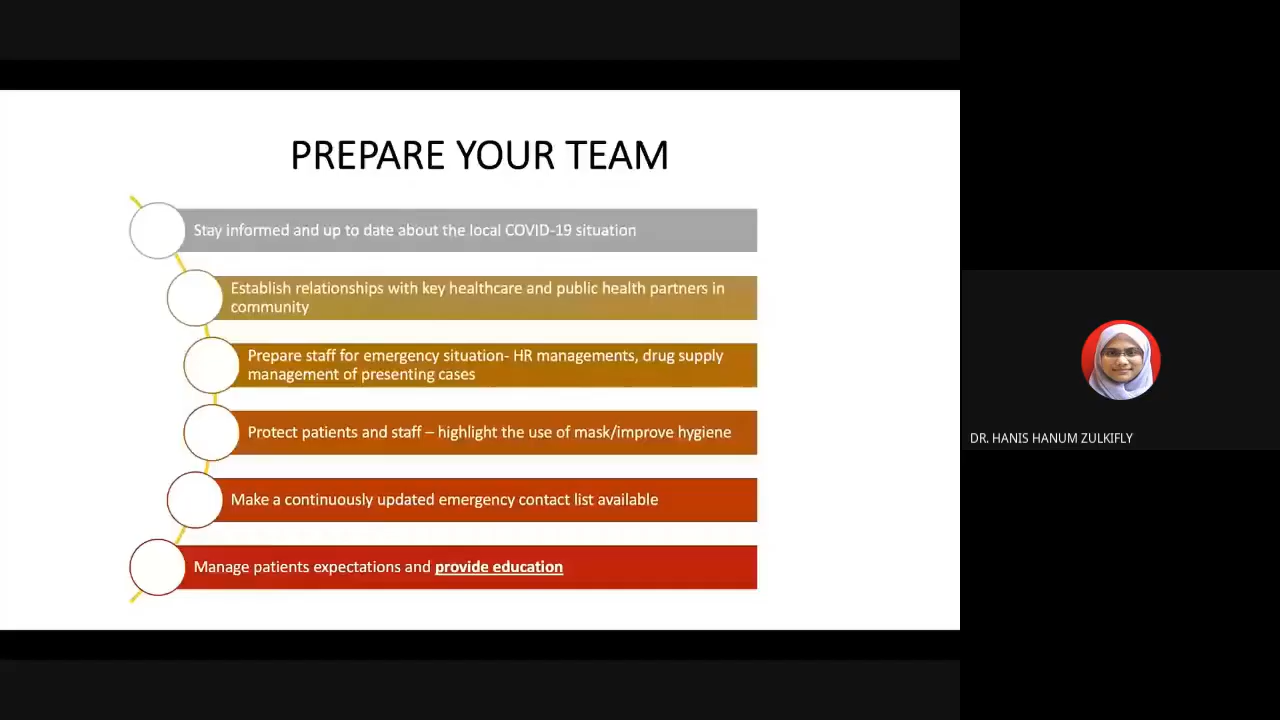 PREPARE YOUR TEAM
Stay informed and up to date about the local COVID-19 situation
Establish relationships with key healthcare and public health partners in
community
Prepare staff for emergency situation- HR managements, drug supply
management of presenting cases
Protect patients and staff – highlight the use of mask/improve hygiene
Make a continuously updated emergency contact list available
Manage patients expectations and provide education
DR. HANIS HANUM ZULKIFLY